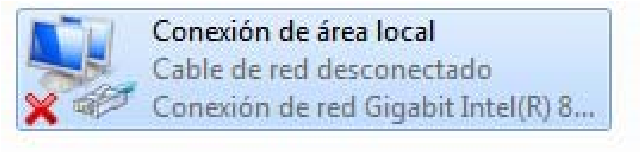 Conexión de área local
Cable de red desconectado
Conexión de red Gigabit Intel(R) 8...